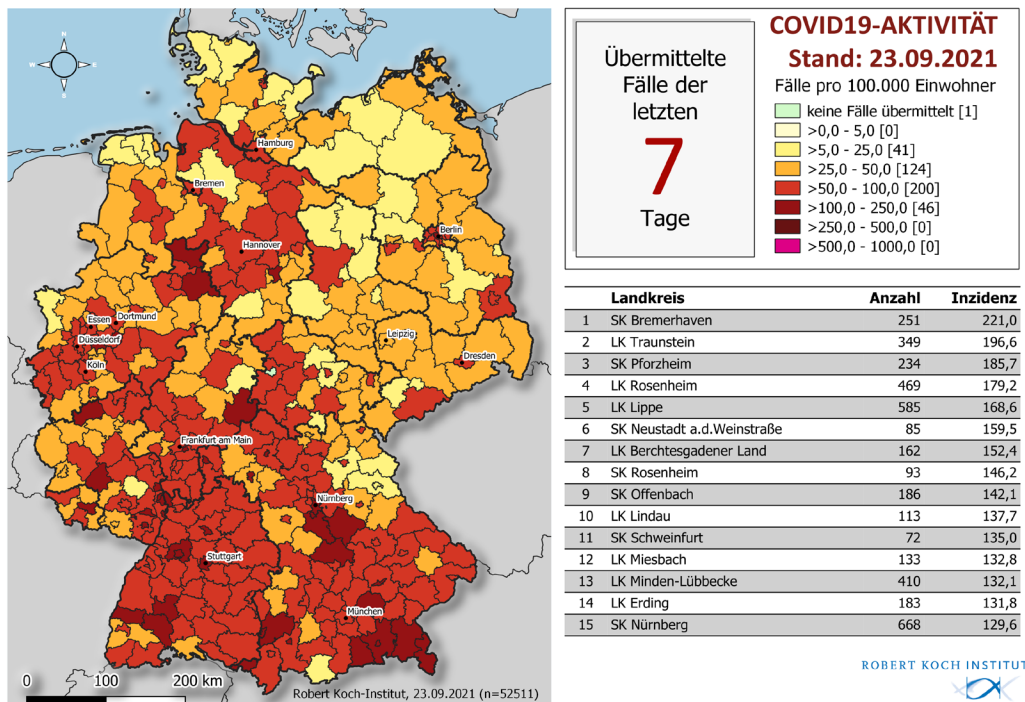 N
W
E
S
Hamburg
Bremen
Berlin
Hannover
Essen
Dortmund
Düsseldorf
Leipzig
Dresden
Köln
Frankfurt am Main
Nürnberg
Stuttgart
München
0 100 200 km
Robert Koch-Institut, 23.09.2021 (n=52511)
Übermittelte
Fälle der
letzten
7
Tage
COVID19-AKTIVITÄT
Stand: 23.09.2021
Fälle pro 100.000 Einwohner
keine Fälle übermittelt [1]
>0,0 - 5,0 [0]
>5,0 - 25,0 [41]
>25,0 - 50,0 [124]
>50,0 - 100,0 [200]
>100,0 - 250,0 [46]
>250,0 - 500,0 [0]
>500,0 - 1000,0 [0]
Landkreis Anzahl Inzidenz
1 SK Bremerhaven 251 221,0
2 LK Traunstein 349 196,6
3 SK Pforzheim 234 185,7
4 LK Rosenheim 469 179,2
5 LK Lippe 585 168,6
6 SK Neustadt a.d.Weinstraße 85 159,5
7 LK Berchtesgadener Land 162 152,4
8 SK Rosenheim 93 146,2
9 SK Offenbach 186 142,1
10 LK Lindau 113 137,7
11 SK Schweinfurt 72 135,0
12 LK Miesbach 133 132,8
13 LK Minden-Lübbecke 410 132,1
14 LK Erding 183 131,8
15 SK Nürnberg 668 129,6
ROBERT KOCH INSTITUT